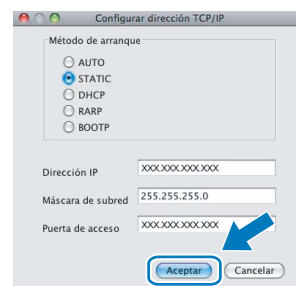 Configurar dirección TCP/IP
Método de arranque
AUTO
STATIC
DHCP
RARP
BOOTP
Dirección IP XXX.XXX.XXX.XXX
Máscara de subred 255.255.255.0
Puerta de acceso XXX.XXX.XXX.XXX
Aceptar Cancelar